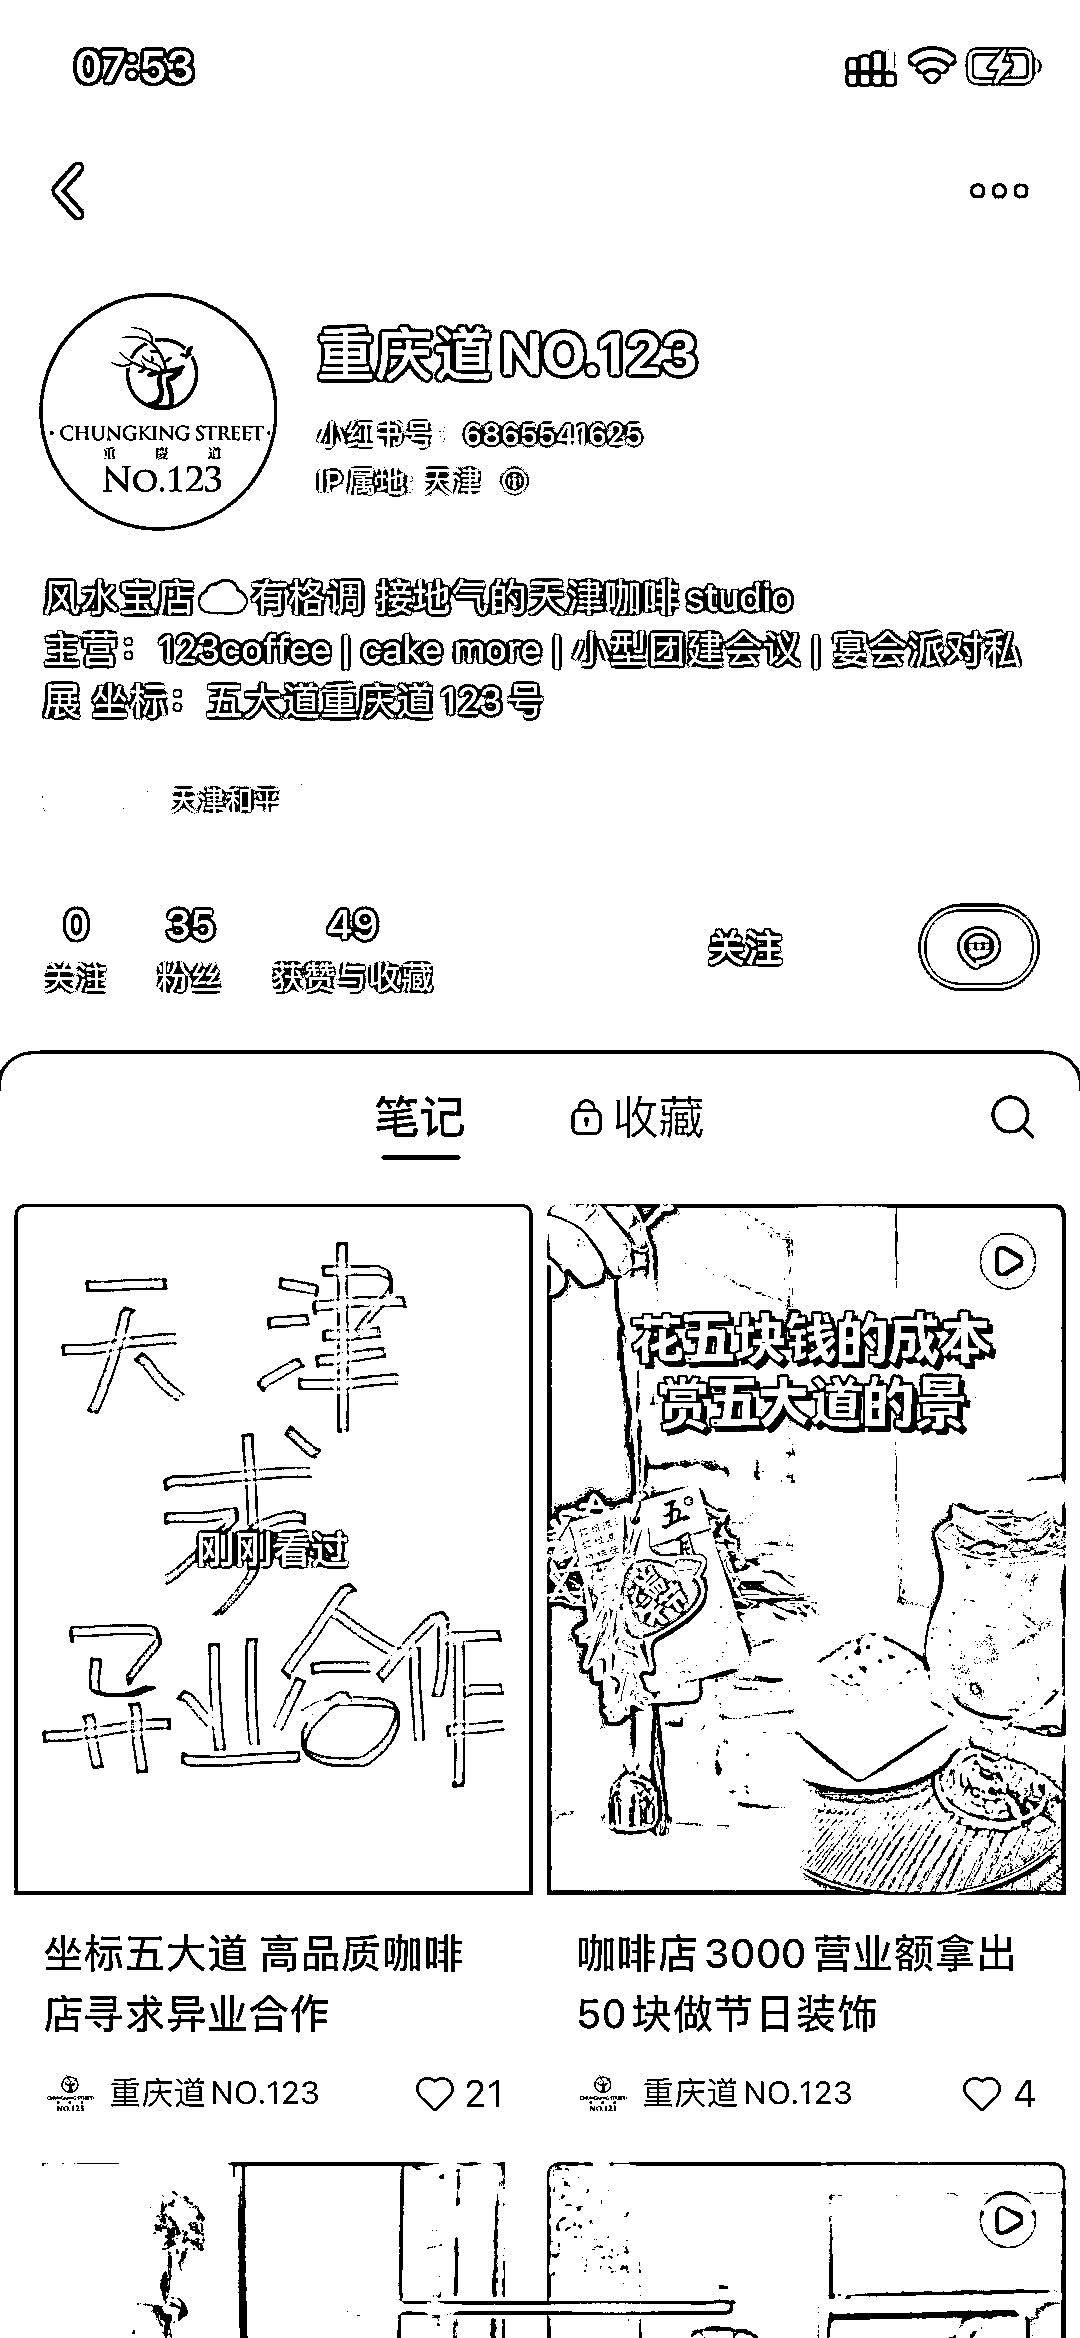 07:53
重庆道NO.123
·CHUNGKING STREET·
重 慶 道
No.123
小红书号：6865541625
IP属地：天津
风水宝店☁️有格调 接地气的天津咖啡studio
主营：123coffee | cake more | 小型团建会议 | 宴会派对私
展 坐标：五大道重庆道123号
天津和平
0 35 49
关注 粉丝 获赞与收藏
关注
笔记 收藏
天津
求
刚刚看过
异业合作
花五块钱的成本
赏五大道的景
五
坐标五大道 高品质咖啡
店寻求异业合作
重庆道NO.123 21
咖啡店3000营业额拿出
50块做节日装饰
重庆道NO.123 4